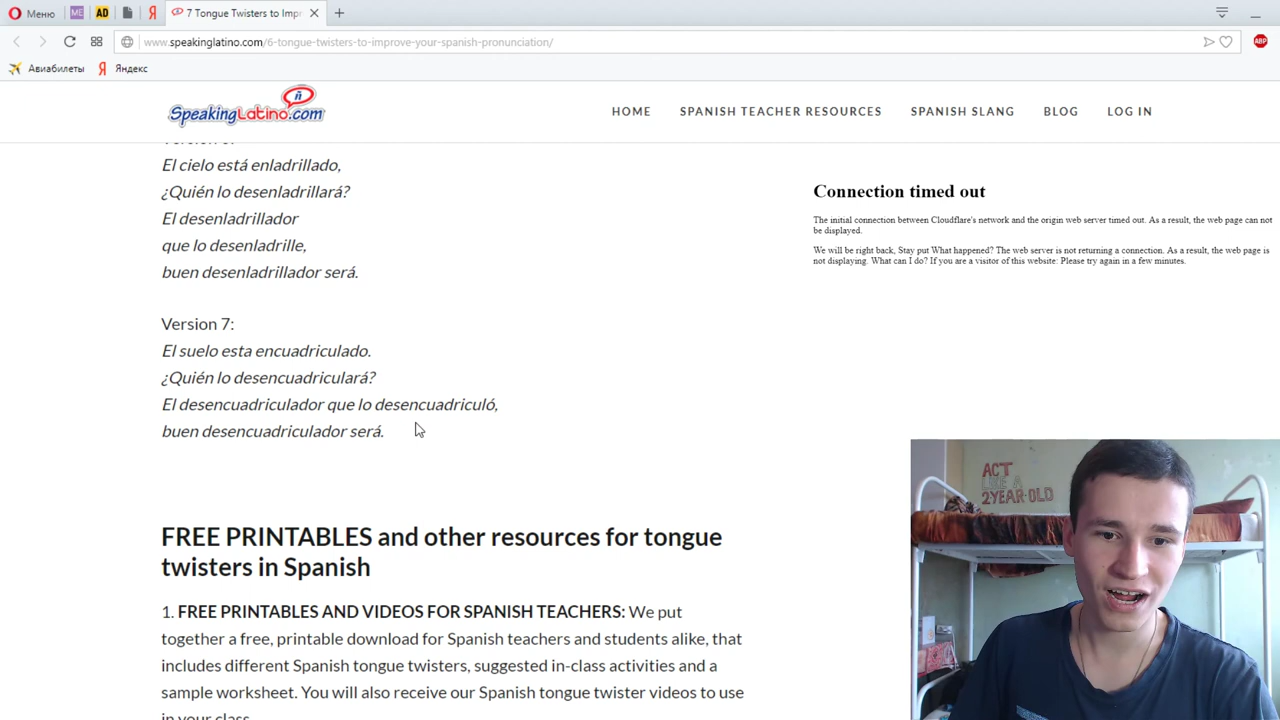 Меню
ME
AD
Я
7 Tongue Twisters to Impr
www.speakinglatino.com/6-tongue-twisters-to-improve-your-spanish-pronunciation/
ABP
Авиабилеты
Я Яндекс
ñ
SpeakingLatino.com
HOME
SPANISH TEACHER RESOURCES
SPANISH SLANG
BLOG
LOG IN
El cielo está enladrillado,
¿Quién lo desenladrillará?
El desenladrillador
que lo desenladrille,
buen desenladrillador será.
Version 7:
El suelo esta encuadriculado.
¿Quién lo desencuadriculará?
El desencuadriculador que lo desencuadriculó,
buen desencuadriculador será.
FREE PRINTABLES and other resources for tongue
twisters in Spanish
1. FREE PRINTABLES AND VIDEOS FOR SPANISH TEACHERS: We put
together a free, printable download for Spanish teachers and students alike, that
includes different Spanish tongue twisters, suggested in-class activities and a
sample worksheet. You will also receive our Spanish tongue twister videos to use
in your class
Connection timed out
The initial connection between Cloudflare's network and the origin web server timed out. As a result, the web page can not
be displayed.
We will be right back, Stay put What happened? The web server is not returning a connection. As a result, the web page is
not displaying. What can I do? If you are a visitor of this website: Please try again in a few minutes.
ACT
LIKE A
2YEAR-OLD